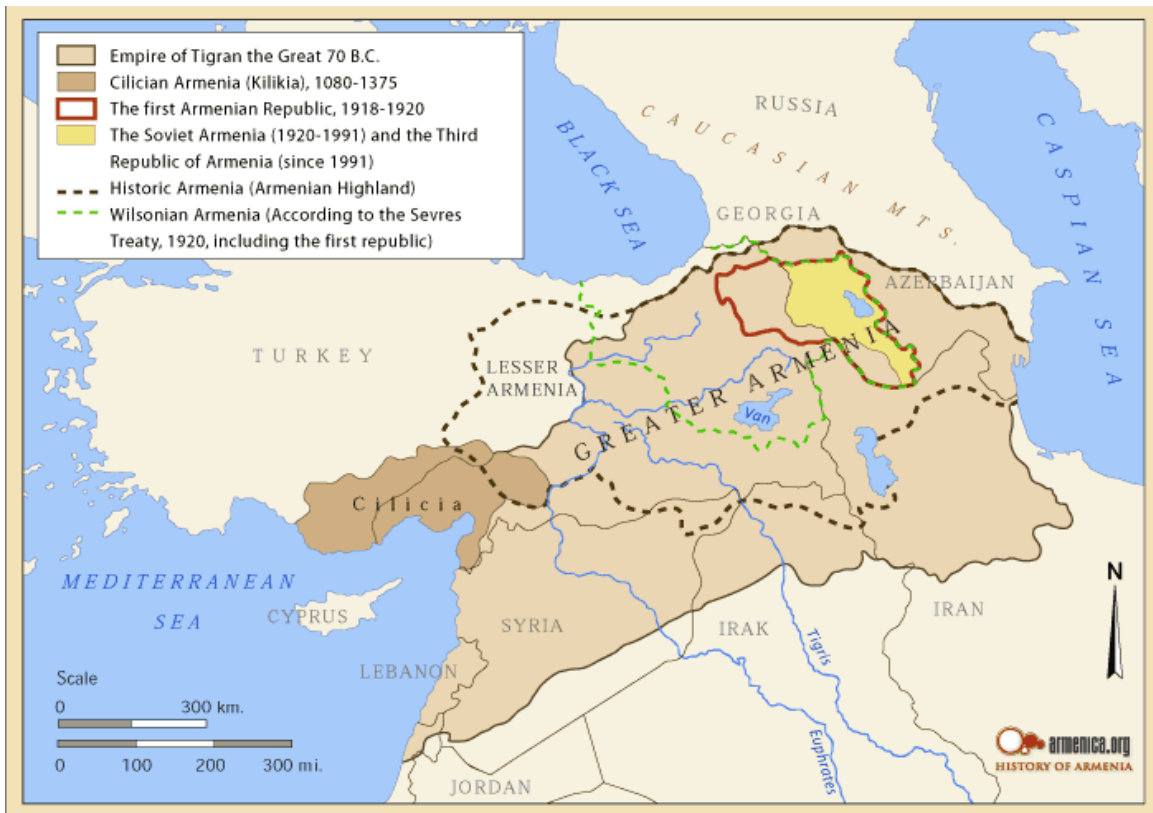 Empire of Tigran the Great 70 B.C.
Cilician Armenia (Kilikia), 1080-1375
The first Armenian Republic, 1918-1920
The Soviet Armenia (1920-1991) and the Third
Republic of Armenia (since 1991)
Historic Armenia (Armenian Highland)
Wilsonian Armenia (According to the Sevres
Treaty, 1920, including the first republic)
RUSSIA
CAUCASIAN MTS.
BLACK SEA
CASPIAN SEA
GEORGIA
AZERBAIJAN
TURKEY
LESSER
ARMENIA
GREATER ARMENIA
Van
Cilicia
MEDITERRANEAN
SEA
CYPRUS
SYRIA
LEBANON
IRAK
IRAN
Tigris
Euphrates
JORDAN
N
Scale
0 300 km.
0 100 200 300 mi.
armenica.org
HISTORY OF ARMENIA